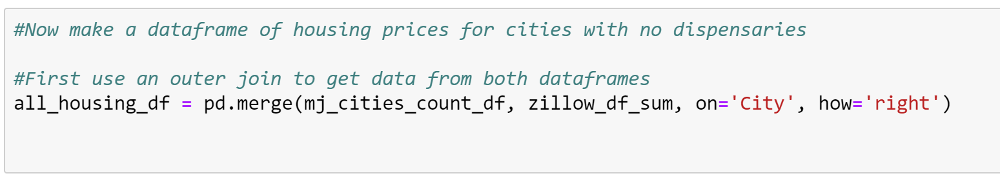 #Now make a dataframe of housing prices for cities with no dispensaries
#First use an outer join to get data from both dataframes
all_housing_df = pd.merge(mj_cities_count_df, zillow_df_sum, on='City', how='right')